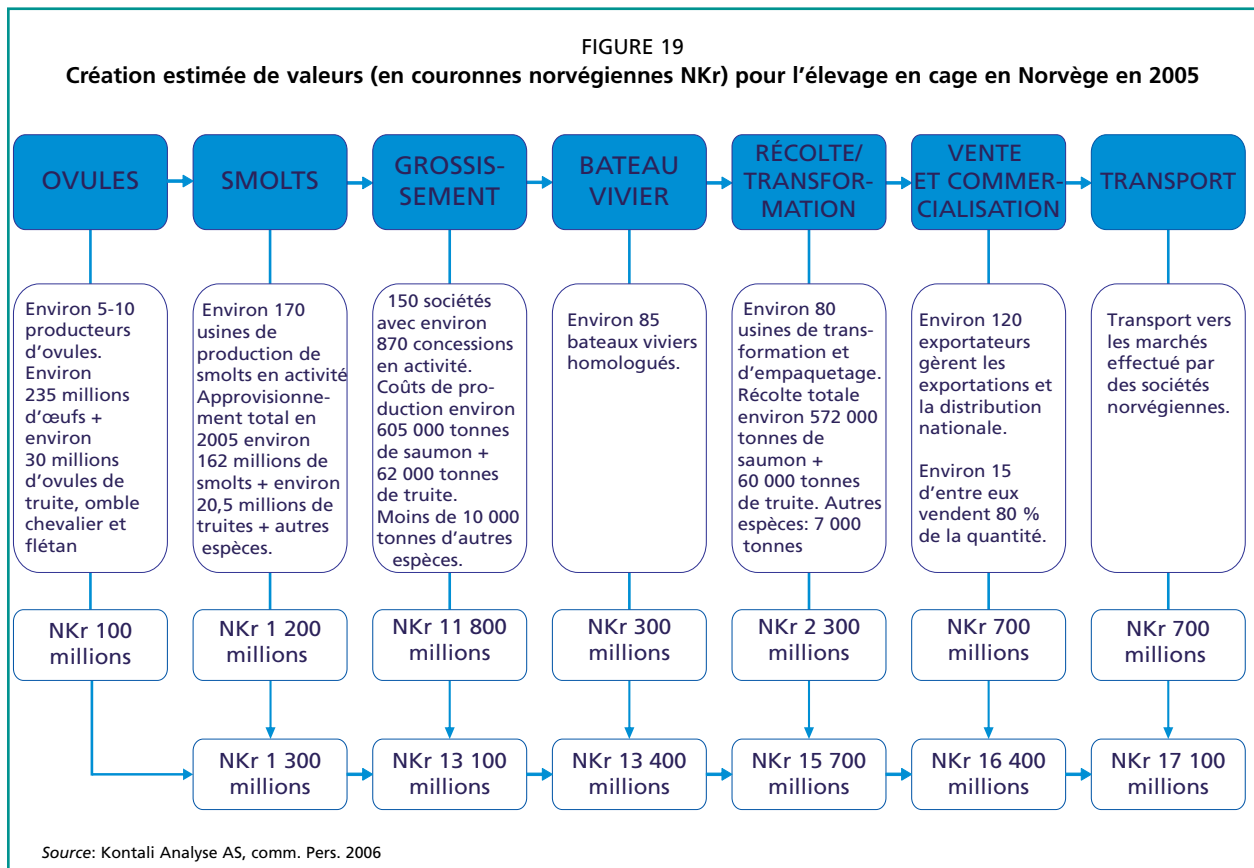 FIGURE 19
Création estimée de valeurs (en couronnes norvégiennes NKr) pour l'élevage en cage en Norvège en 2005
OVULES
SMOLTS
GROSSIS-
SEMENT
BATEAU
VIVIER
RÉCOLTE/
TRANSFOR-
MATION
VENTE
ET COMMER-
CIALISATION
TRANSPORT
Environ 5-10
producteurs
d'ovules.
Environ
235 millions
d'œufs +
environ
30 millions
d'ovules de
truite, omble
chevalier et
flétan
Environ 170
usines de
production de
smolts en activité
Approvisionne-
ment total en
2005 environ
162 millions de
smolts + environ
20,5 millions de
truites + autres
espèces.
150 sociétés
avec environ
870 concessions
en activité.
Coûts de pro-
duction environ
605 000 tonnes
de saumon +
62 000 tonnes
de truite.
Moins de 10 000
tonnes d'autres
espèces.
Environ 85
bateaux viviers
homologués.
Environ 80
usines de trans-
formation et
d'empaquetage.
Récolte totale
environ 572 000
tonnes de
saumon +
60 000 tonnes
de truite. Autres
espèces: 7 000
tonnes
Environ 120
exportateurs
gèrent les
exportations et
la distribution
nationale.
Environ 15
d'entre eux
vendent 80 %
de la quantité.
Transport vers
les marchés
effectué par
des sociétés
norvégiennes.
NKr 100
millions
NKr 1 200
millions
NKr 11 800
millions
NKr 300
millions
NKr 2 300
millions
NKr 700
millions
NKr 700
millions
NKr 1 300
millions
NKr 13 100
millions
NKr 13 400
millions
NKr 15 700
millions
NKr 16 400
millions
NKr 17 100
millions
Source: Kontali Analyse AS, comm. Pers. 2006